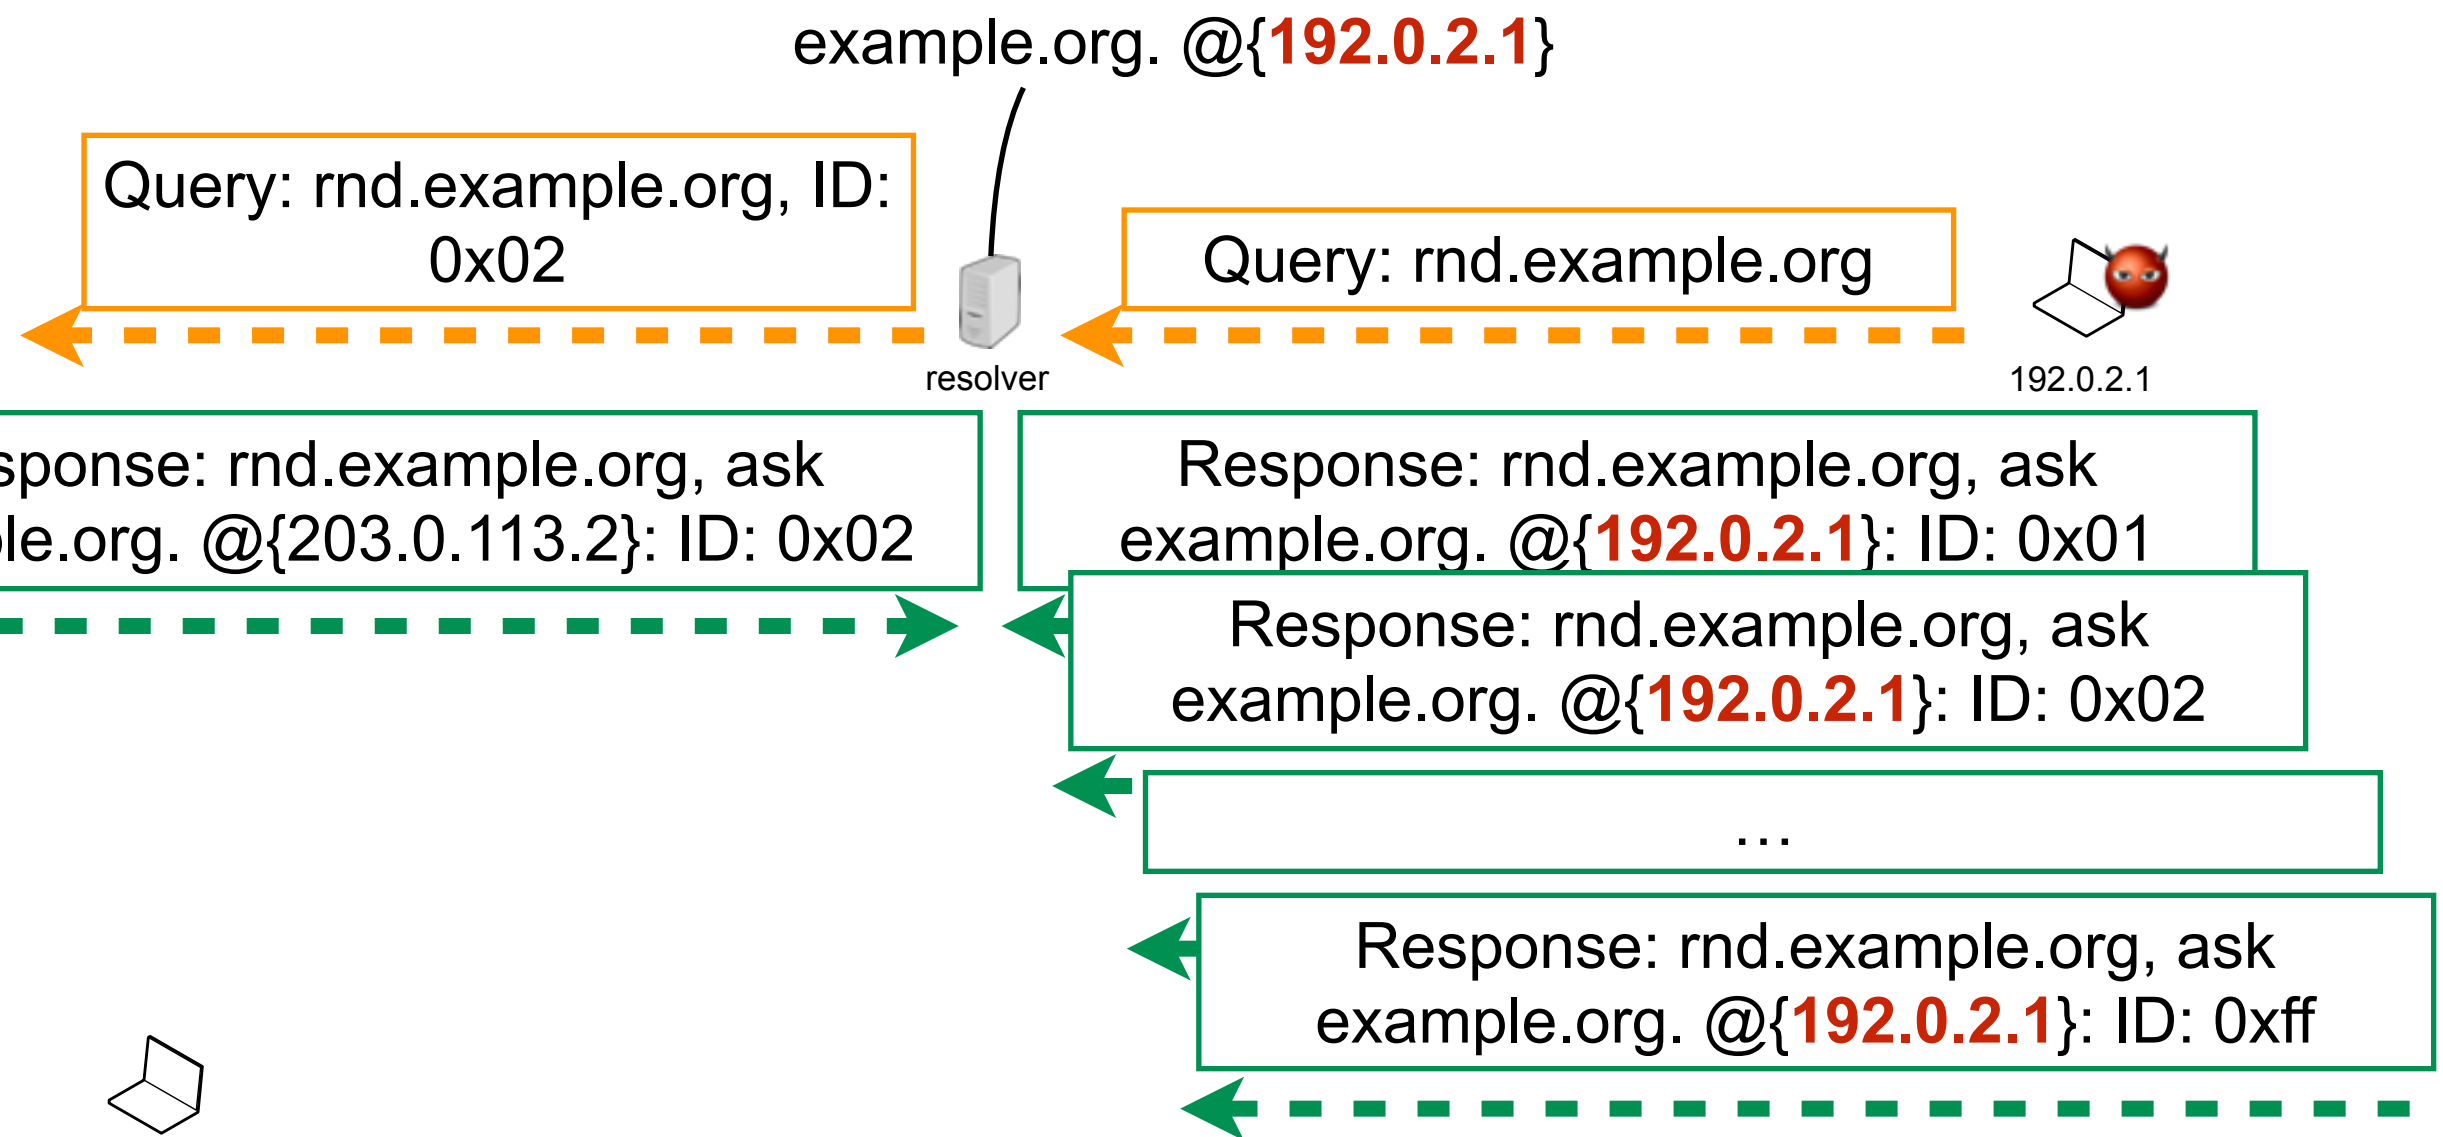 example.org. @{192.0.2.1}
Query: rnd.example.org, ID:
0x02
Query: rnd.example.org
resolver
192.0.2.1
sponse: rnd.example.org, ask
le.org. @{203.0.113.2}: ID: 0x02
Response: rnd.example.org, ask
example.org. @{192.0.2.1}: ID: 0x01
Response: rnd.example.org, ask
example.org. @{192.0.2.1}: ID: 0x02
…
Response: rnd.example.org, ask
example.org. @{192.0.2.1}: ID: 0xff